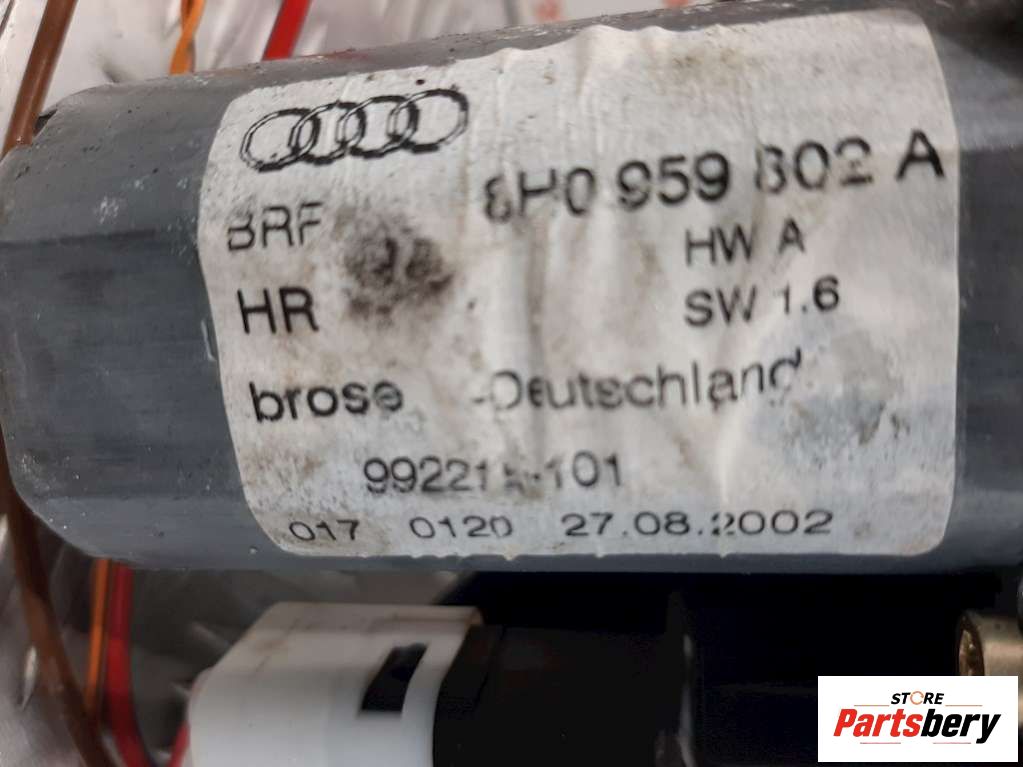 BRF 8H0 959 802 A
HW A
HR SW 1.6
brose -Deutschland
017 0120 27.08.2002
STORE
Partsbery